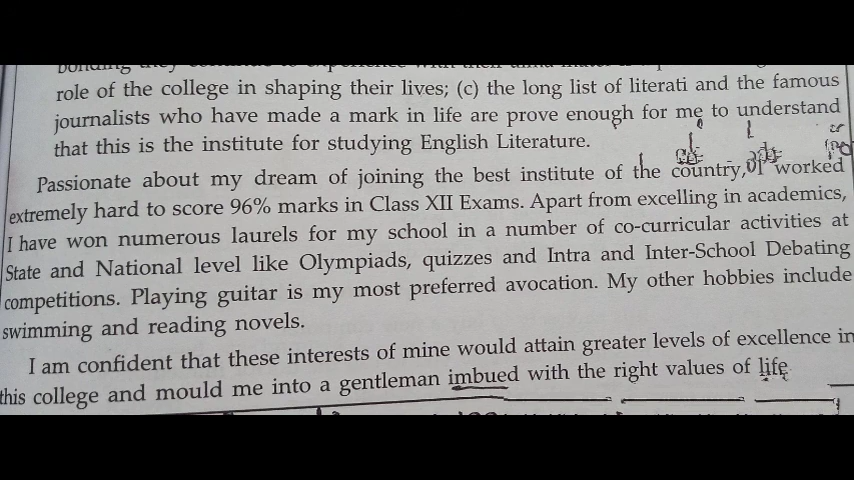 role of the college in shaping their lives; (c) the long list of literati and the famous
journalists who have made a mark in life are prove enough for me to understand
that this is the institute for studying English Literature.
Passionate about my dream of joining the best institute of the country, I worked
extremely hard to score 96% marks in Class XII Exams. Apart from excelling in academics,
I have won numerous laurels for my school in a number of co-curricular activities at
State and National level like Olympiads, quizzes and Intra and Inter-School Debating
competitions. Playing guitar is my most preferred avocation. My other hobbies include
swimming and reading novels.
I am confident that these interests of mine would attain greater levels of excellence in
this college and mould me into a gentleman imbued with the right values of life